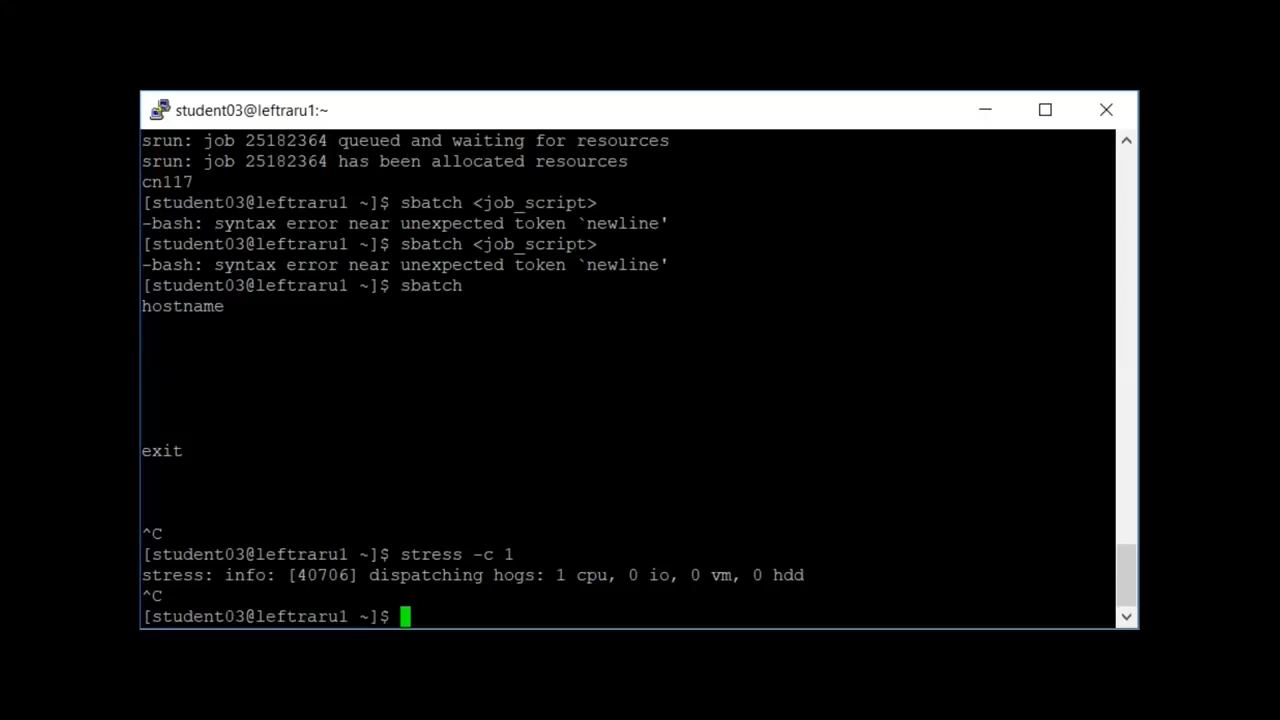 student03@leftraru1:~
srun: job 25182364 queued and waiting for resources
srun: job 25182364 has been allocated resources
cn117
[student03@leftraru1 ~]$ sbatch <job_script>
-bash: syntax error near unexpected token `newline'
[student03@leftraru1 ~]$ sbatch <job_script>
-bash: syntax error near unexpected token `newline'
[student03@leftraru1 ~]$ sbatch
hostname
exit
^C
[student03@leftraru1 ~]$ stress -c 1
stress: info: [40706] dispatching hogs: 1 cpu, 0 io, 0 vm, 0 hdd
^C
[student03@leftraru1 ~]$